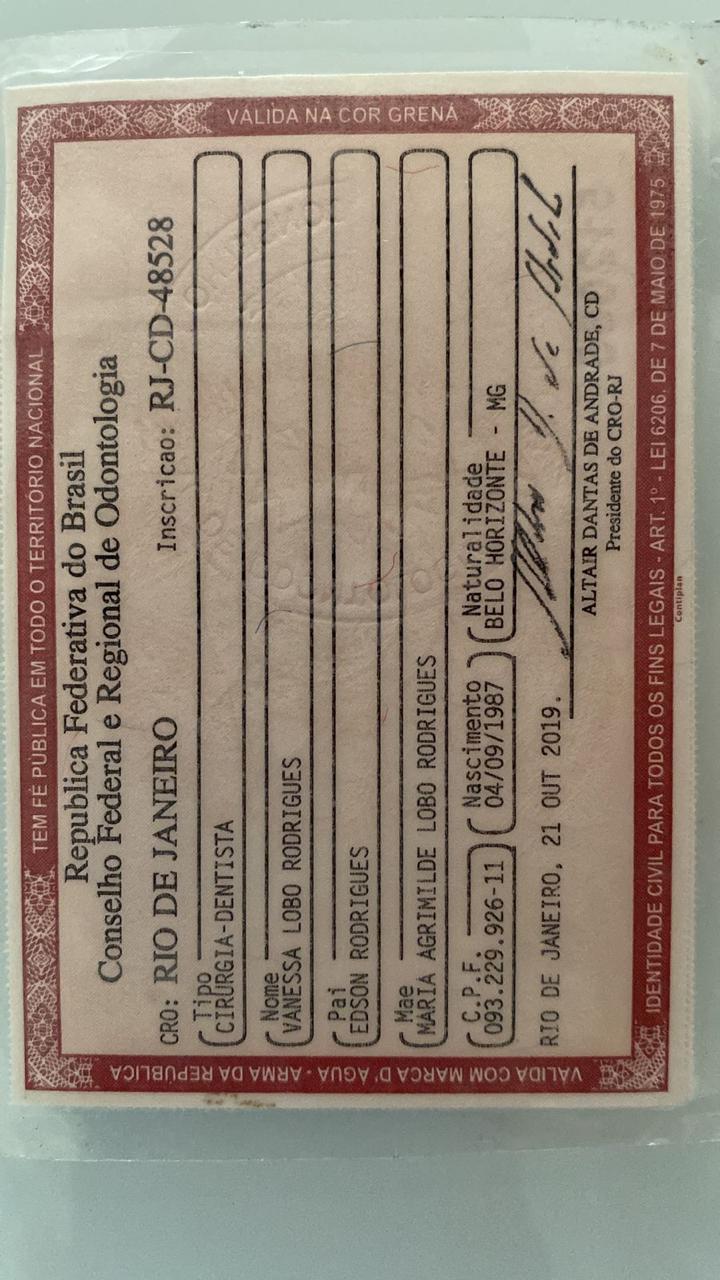 VÁLIDA NA COR GRENÁ
TEM FÉ PÚBLICA EM TODO O TERRITÓRIO NACIONAL
Republica Federativa do Brasil
Conselho Federal e Regional de Odontologia
CRO: RIO DE JANEIRO Inscricao: RJ-CD-48528
Tipo
CIRURGIA-DENTISTA
Nome
VANESSA LOBO RODRIGUES
Pai
EDSON RODRIGUES
Mae
MARIA AGRIMILDE LOBO RODRIGUES
C.P.F. Nascimento Naturalidade
093.229.926-11 04/09/1987 BELO HORIZONTE - MG
RIO DE JANEIRO, 21 OUT 2019.
ALTAIR DANTAS DE ANDRADE, CD
Presidente do CRO-RJ
IDENTIDADE CIVIL PARA TODOS OS FINS LEGAIS - ART. 1º - LEI 6206, DE 7 DE MAIO DE 1975
Contiplan
VÁLIDA COM MARCA D'ÁGUA - ARMA DA REPÚBLICA